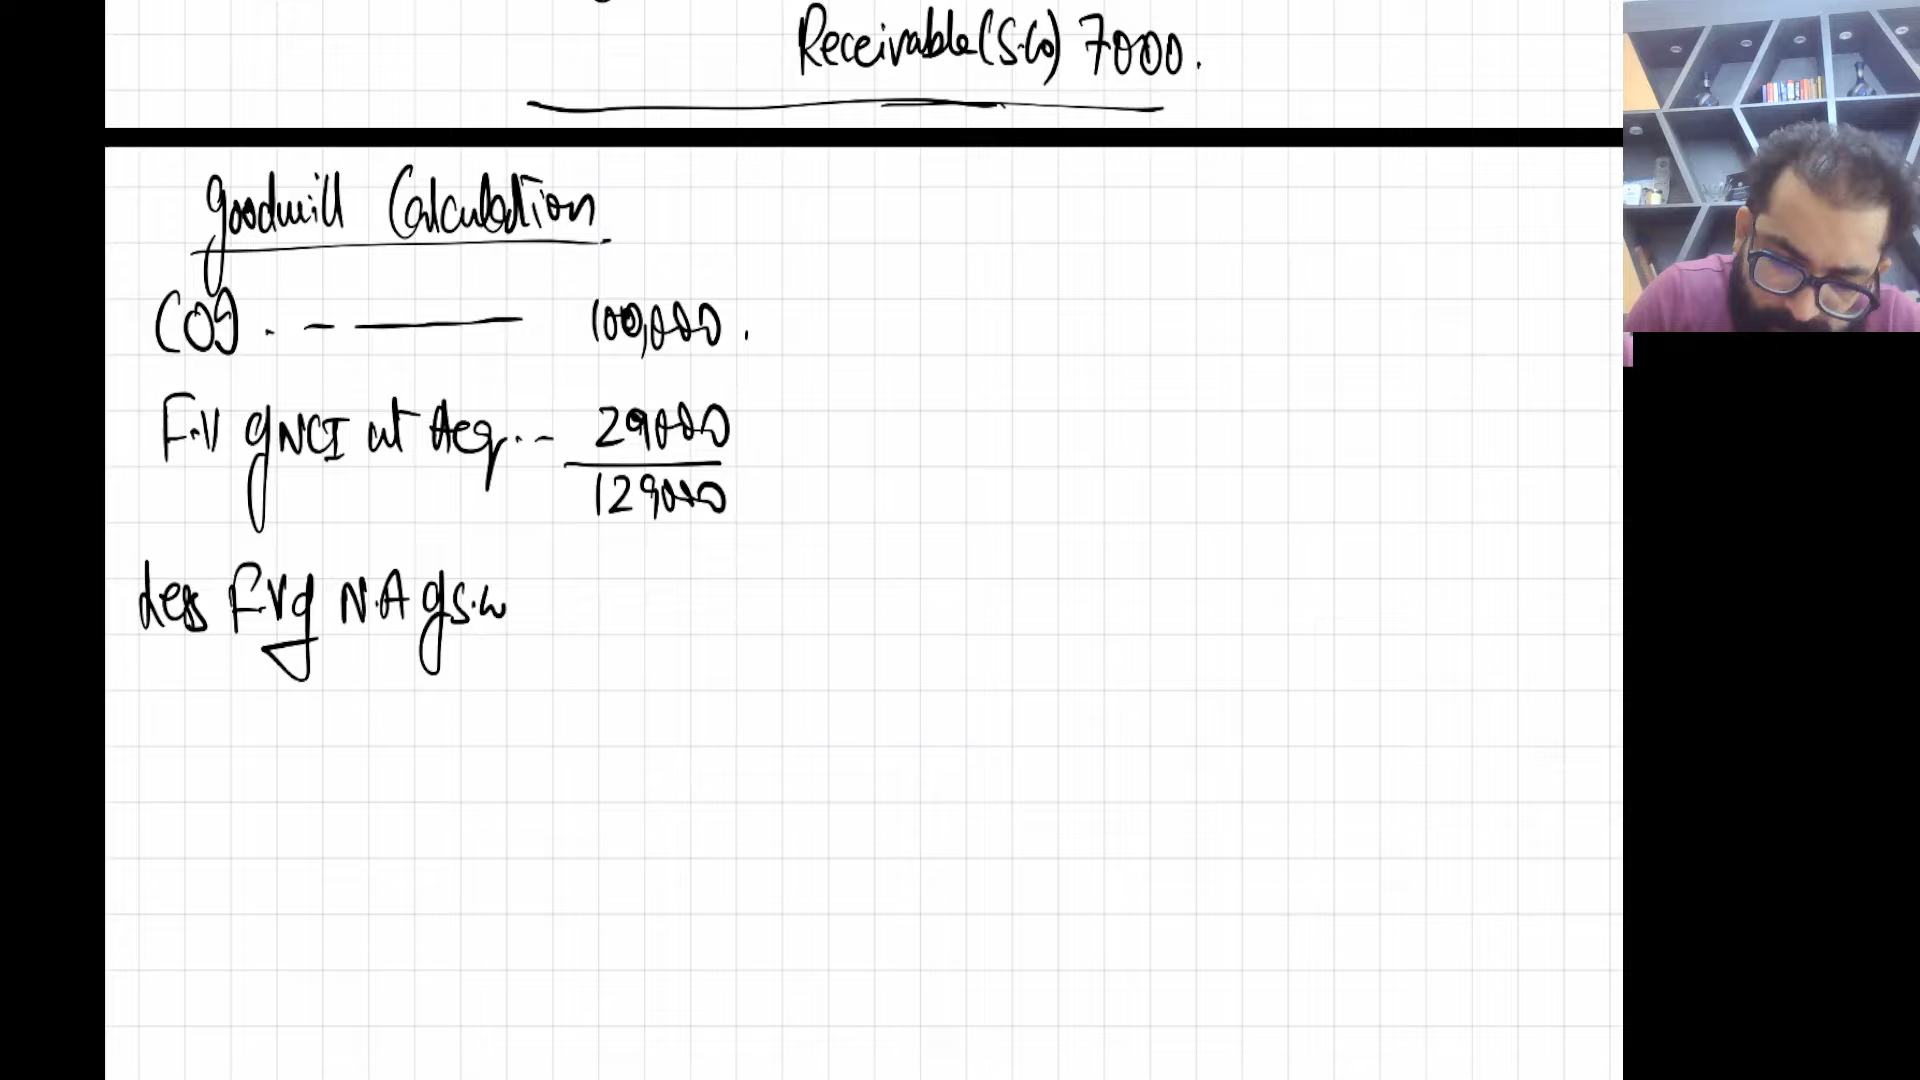 Receivable (S.Co) 7000.
Goodwill Calculation
COI. - — 100,000.
F.V of NCI at Acq. . - 29000
129000
less F.V of N.A of S.Co